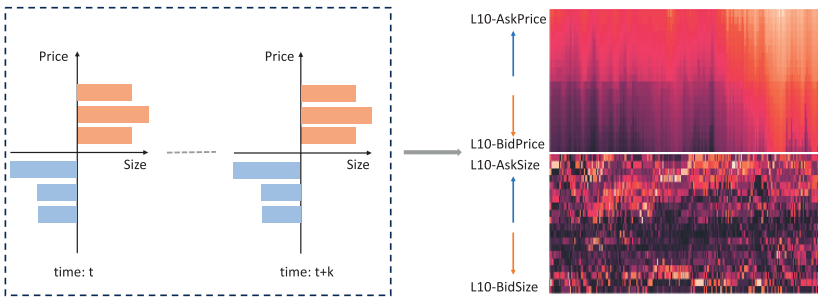 Price
Size
time: t
Price
Size
time: t+k
L10-AskPrice
L10-BidPrice
L10-AskSize
L10-BidSize